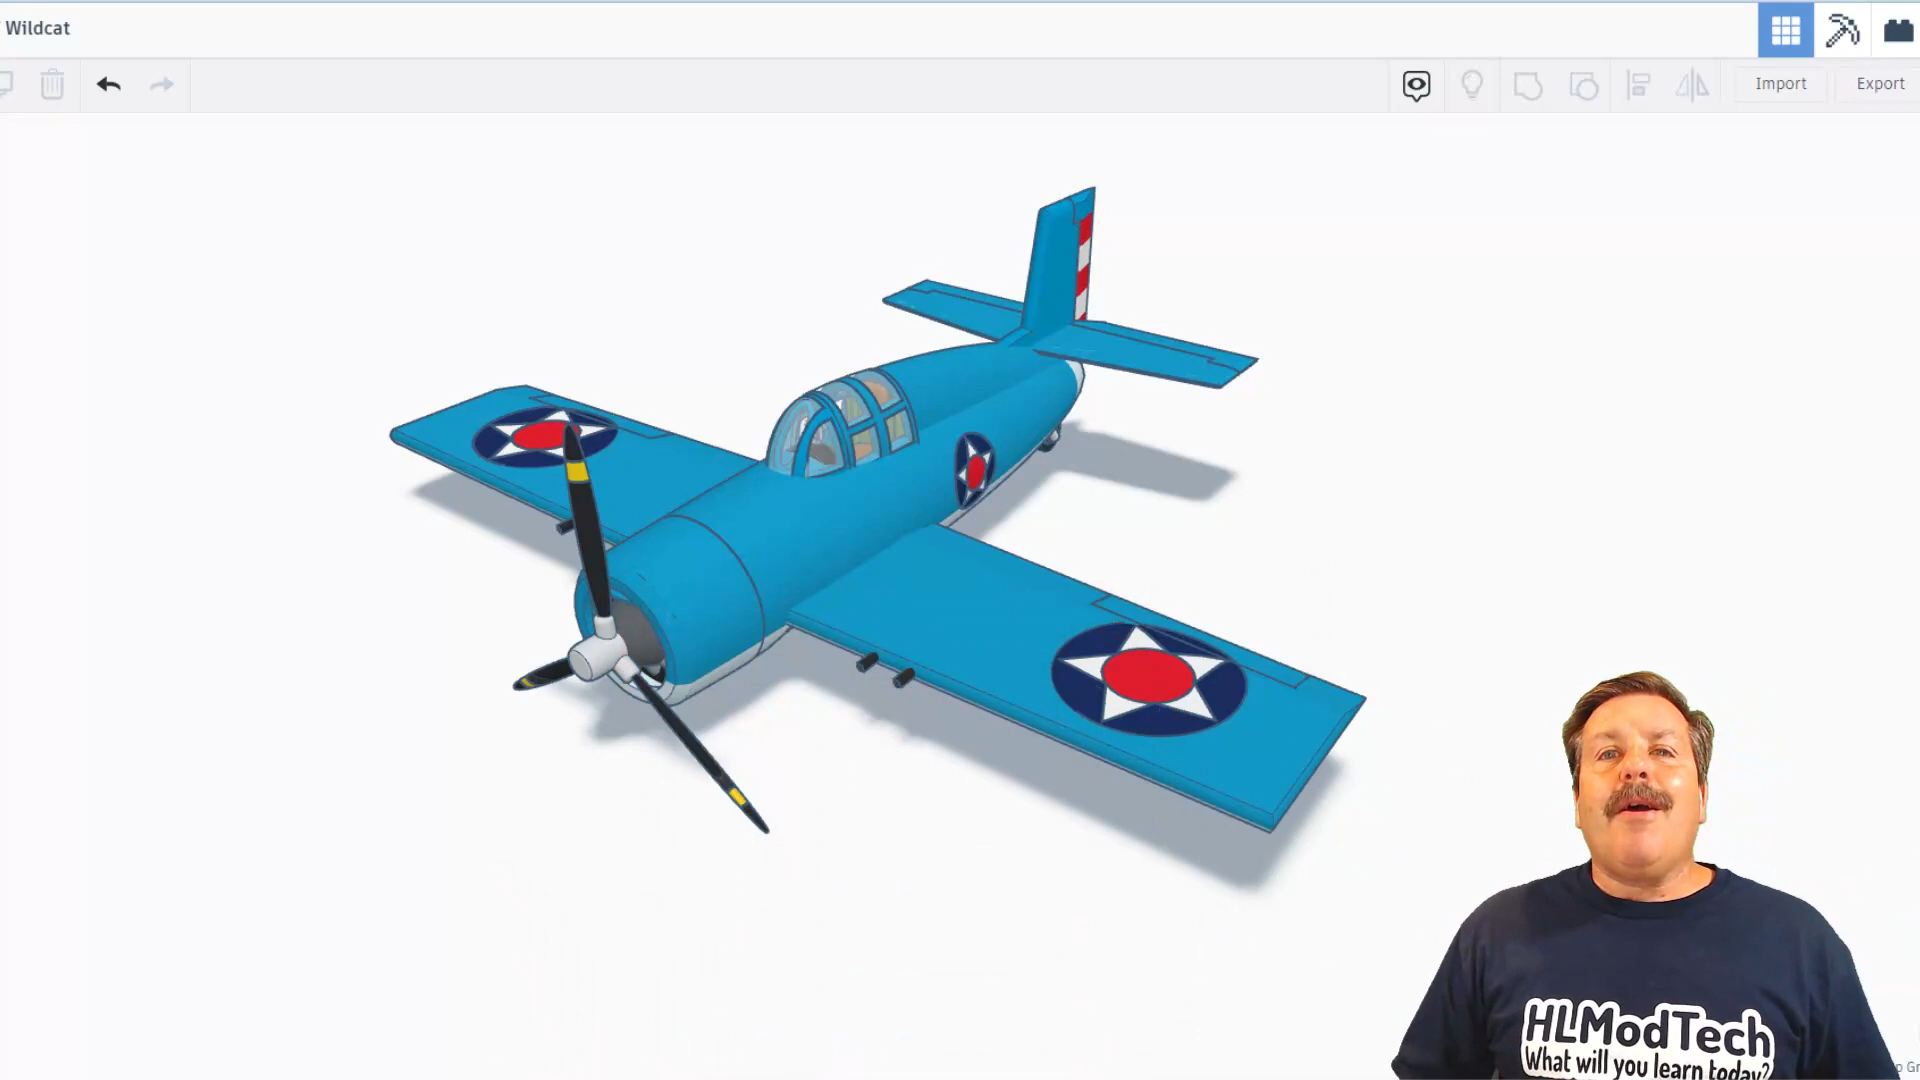 Wildcat
Import
Export
HLModTech
What will you learn today?